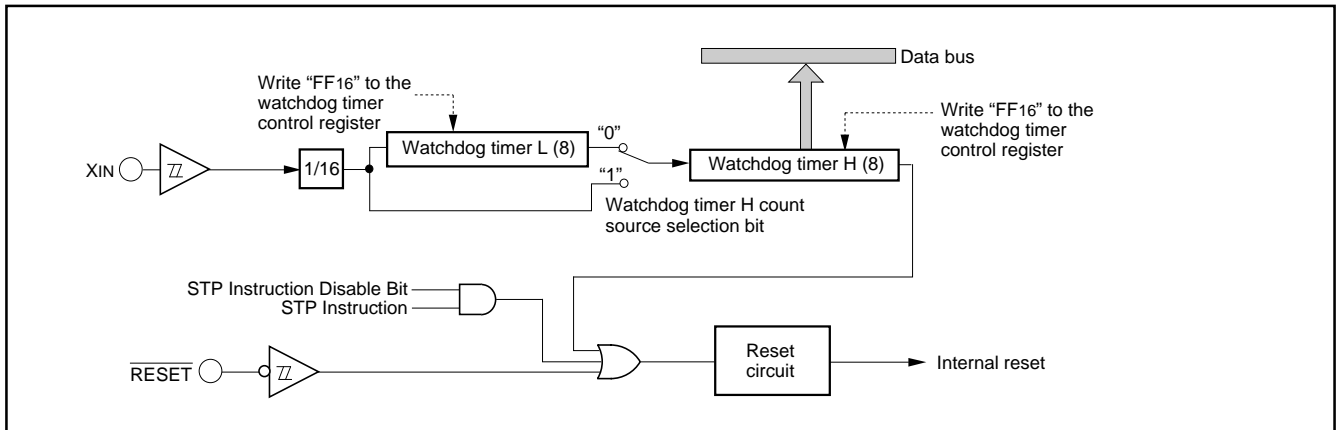 Data bus
Write “FF16” to the
watchdog timer
control register
Write “FF16” to the
watchdog timer
control register
XIN
1/16
Watchdog timer L (8)
“0”
“1”
Watchdog timer H (8)
Watchdog timer H count
source selection bit
STP Instruction Disable Bit
STP Instruction
RESET
Reset
circuit
Internal reset